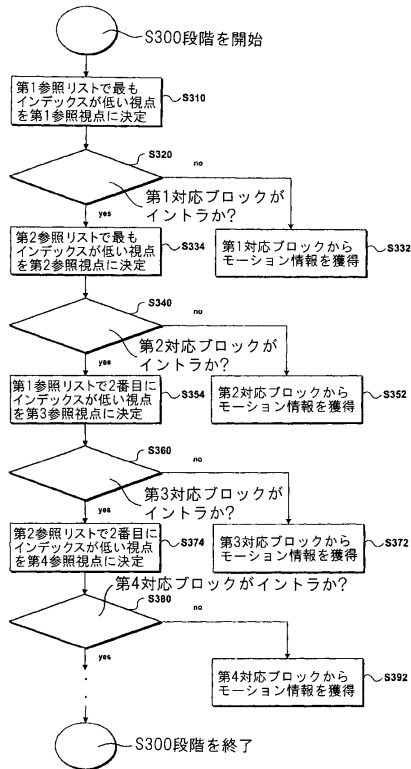 S300段階を開始
第1参照リストで最も
インデックスが低い視点
を第1参照視点に決定
S310
S320
no
第1対応ブロックが
イントラか?
yes
第2参照リストで最も
インデックスが低い視点
を第2参照視点に決定
S334
第1対応ブロックから
モーション情報を獲得
S332
S340
no
第2対応ブロックが
イントラか?
yes
第1参照リストで2番目に
インデックスが低い視点
を第3参照視点に決定
S354
第2対応ブロックから
モーション情報を獲得
S352
S360
no
第3対応ブロックが
イントラか?
yes
第2参照リストで2番目に
インデックスが低い視点
を第4参照視点に決定
S374
第3対応ブロックから
モーション情報を獲得
S372
第4対応ブロックがイントラか?
S380
no
yes
第4対応ブロックから
モーション情報を獲得
S392
S300段階を終了